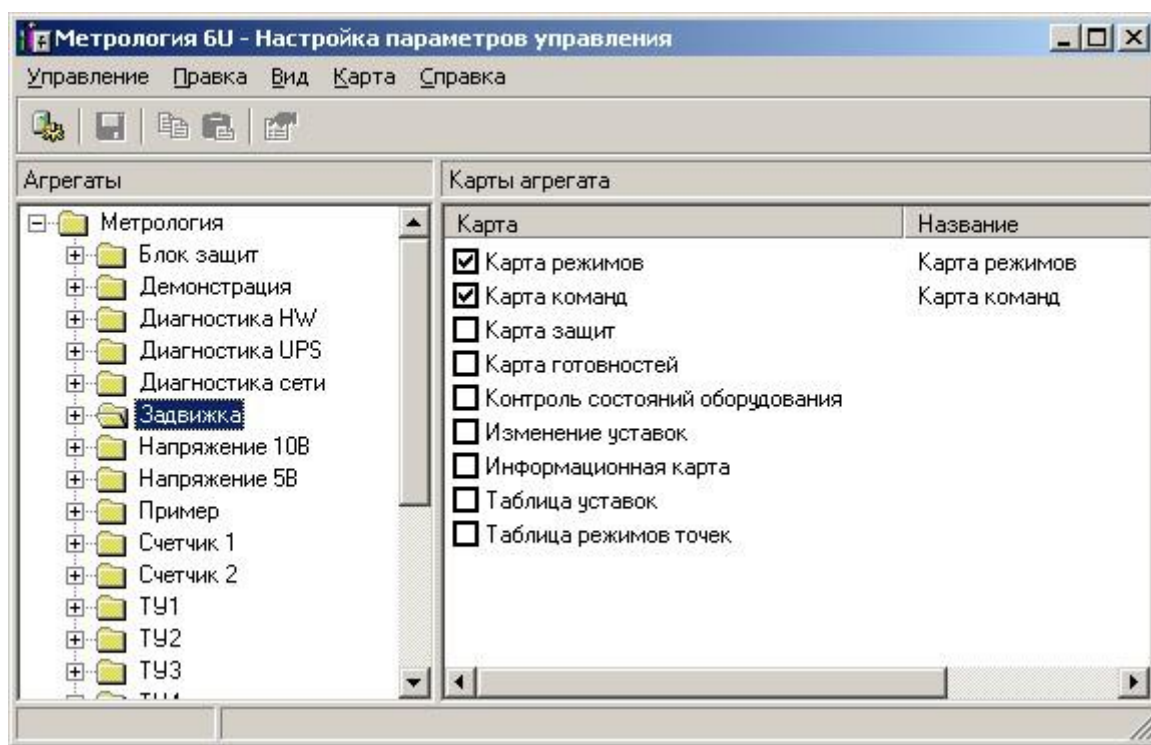 Метрология 6U - Настройка параметров управления
Управление Правка Вид Карта Справка
Агрегаты
Карты агрегата
Метрология
Блок защит
Демонстрация
Диагностика HW
Диагностика UPS
Диагностика сети
Задвижка
Напряжение 10В
Напряжение 5В
Пример
Счетчик 1
Счетчик 2
ТУ1
ТУ2
ТУ3
Карта Название
Карта режимов Карта режимов
Карта команд Карта команд
Карта защит
Карта готовностей
Контроль состояний оборудования
Изменение уставок
Информационная карта
Таблица уставок
Таблица режимов точек